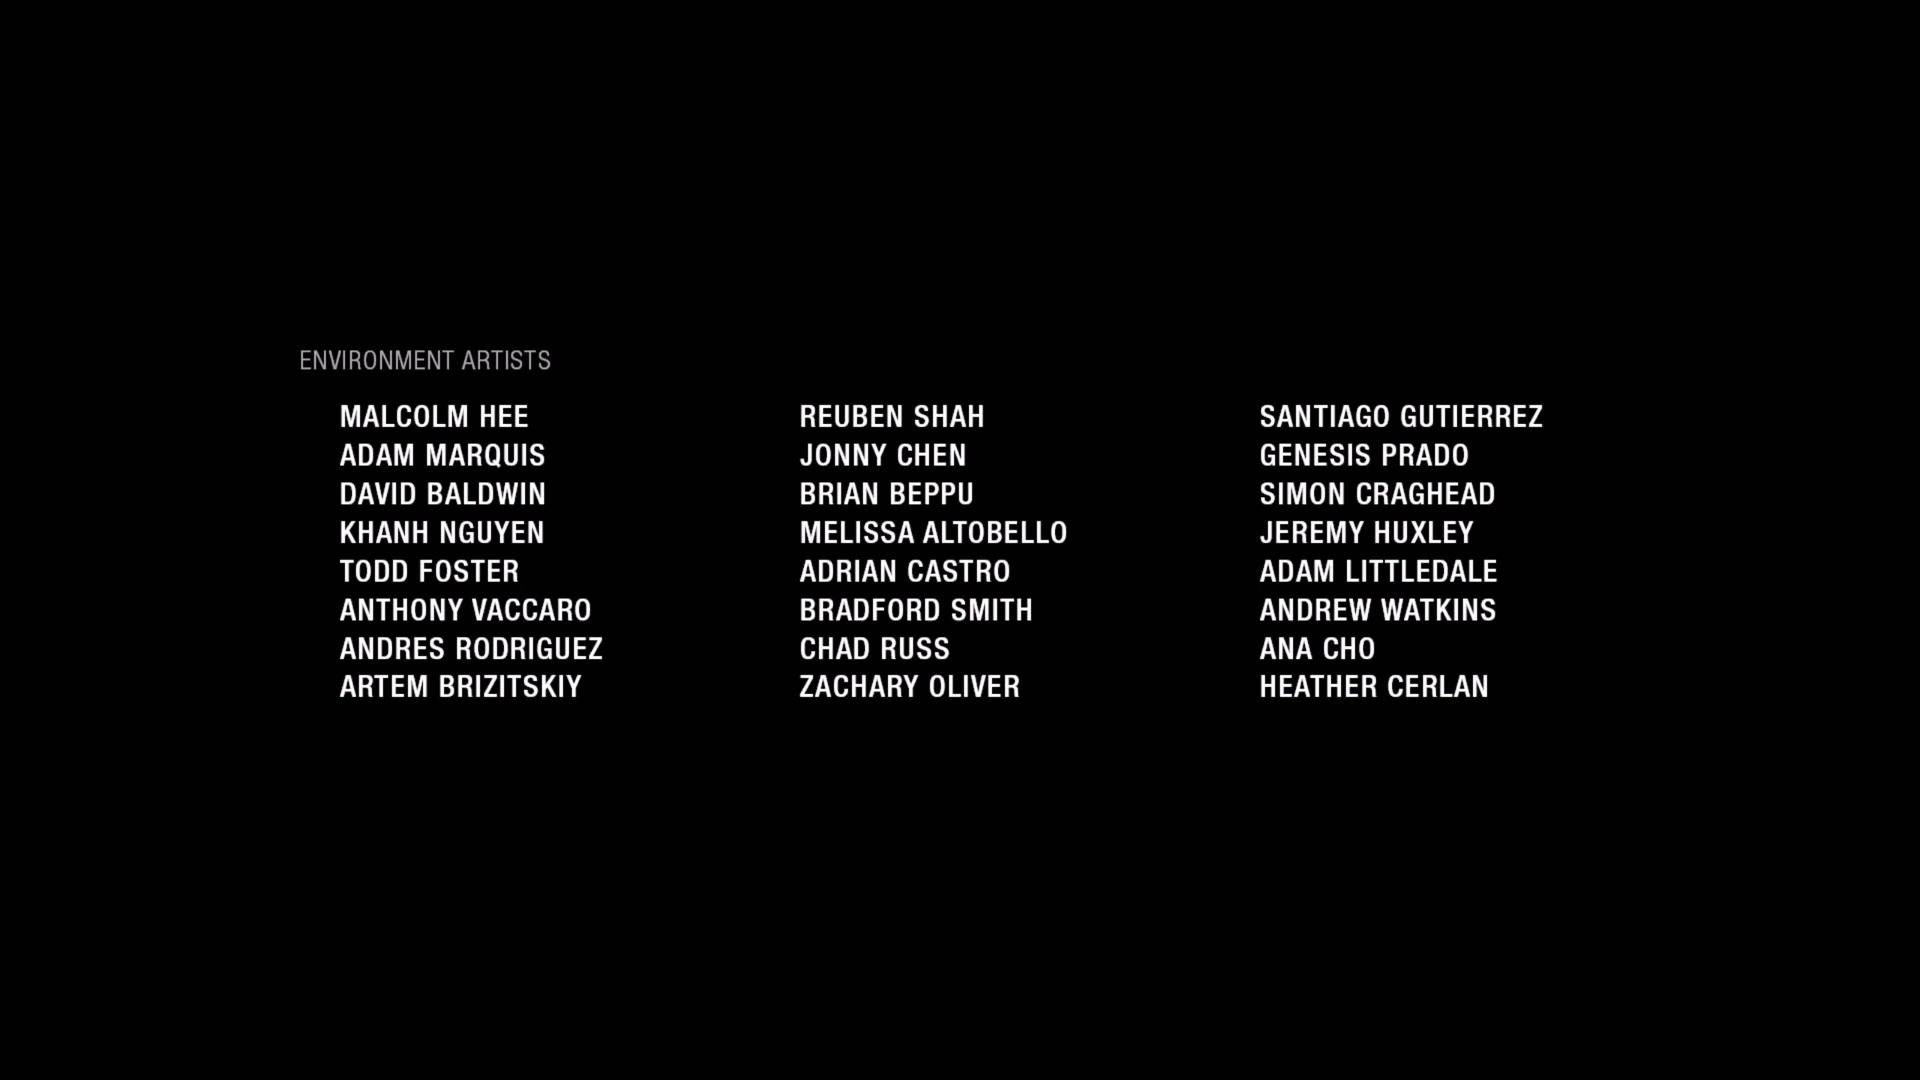 ENVIRONMENT ARTISTS
MALCOLM HEE
ADAM MARQUIS
DAVID BALDWIN
KHANH NGUYEN
TODD FOSTER
ANTHONY VACCARO
ANDRES RODRIGUEZ
ARTEM BRIZITSKIY
REUBEN SHAH
JONNY CHEN
BRIAN BEPPU
MELISSA ALTOBELLO
ADRIAN CASTRO
BRADFORD SMITH
CHAD RUSS
ZACHARY OLIVER
SANTIAGO GUTIERREZ
GENESIS PRADO
SIMON CRAGHEAD
JEREMY HUXLEY
ADAM LITTLEDALE
ANDREW WATKINS
ANA CHO
HEATHER CERLAN